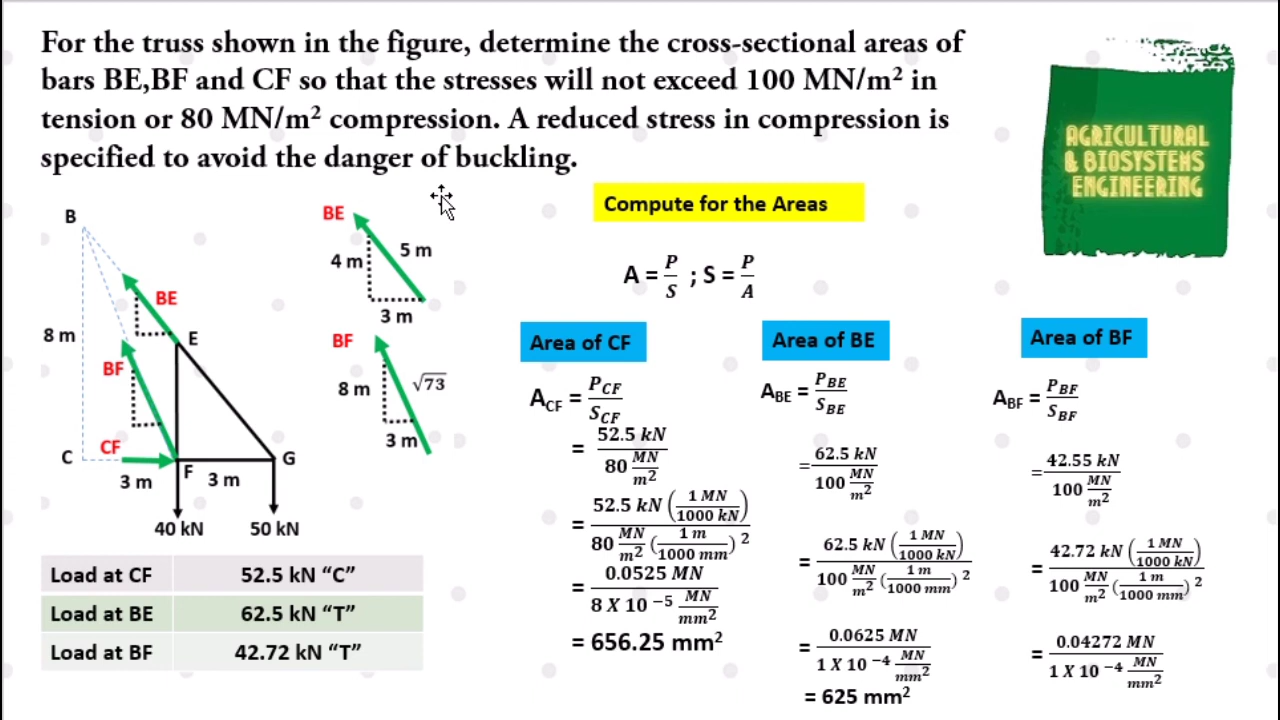 For the truss shown in the figure, determine the cross-sectional areas of
bars BE,BF and CF so that the stresses will not exceed 100 MN/m² in
tension or 80 MN/m² compression. A reduced stress in compression is
specified to avoid the danger of buckling.
AGRICULTURAL
& BIOSYSTEMS
ENGINEERING
B
BE
8 m
E
BF
C
CF
F
G
3 m
3 m
40 kN
50 kN
BE
5 m
4 m
3 m
BF
8 m
√73
3 m
Load at CF 52.5 kN “C”
Load at BE 62.5 kN “T”
Load at BF 42.72 kN “T”
Compute for the Areas
A = P/S ; S = P/A
Area of CF
A_CF = P_CF / S_CF
= 52.5 kN / 80 MN/m²
= 52.5 kN (1 MN / 1000 kN) / 80 MN/m² (1 m / 1000 mm)²
= 0.0525 MN / 8 X 10⁻⁵ MN/mm²
= 656.25 mm²
Area of BE
A_BE = P_BE / S_BE
= 62.5 kN / 100 MN/m²
= 62.5 kN (1 MN / 1000 kN) / 100 MN/m² (1 m / 1000 mm)²
= 0.0625 MN / 1 X 10⁻⁴ MN/mm²
= 625 mm²
Area of BF
A_BF = P_BF / S_BF
= 42.55 kN / 100 MN/m²
= 42.72 kN (1 MN / 1000 kN) / 100 MN/m² (1 m / 1000 mm)²
= 0.04272 MN / 1 X 10⁻⁴ MN/mm²